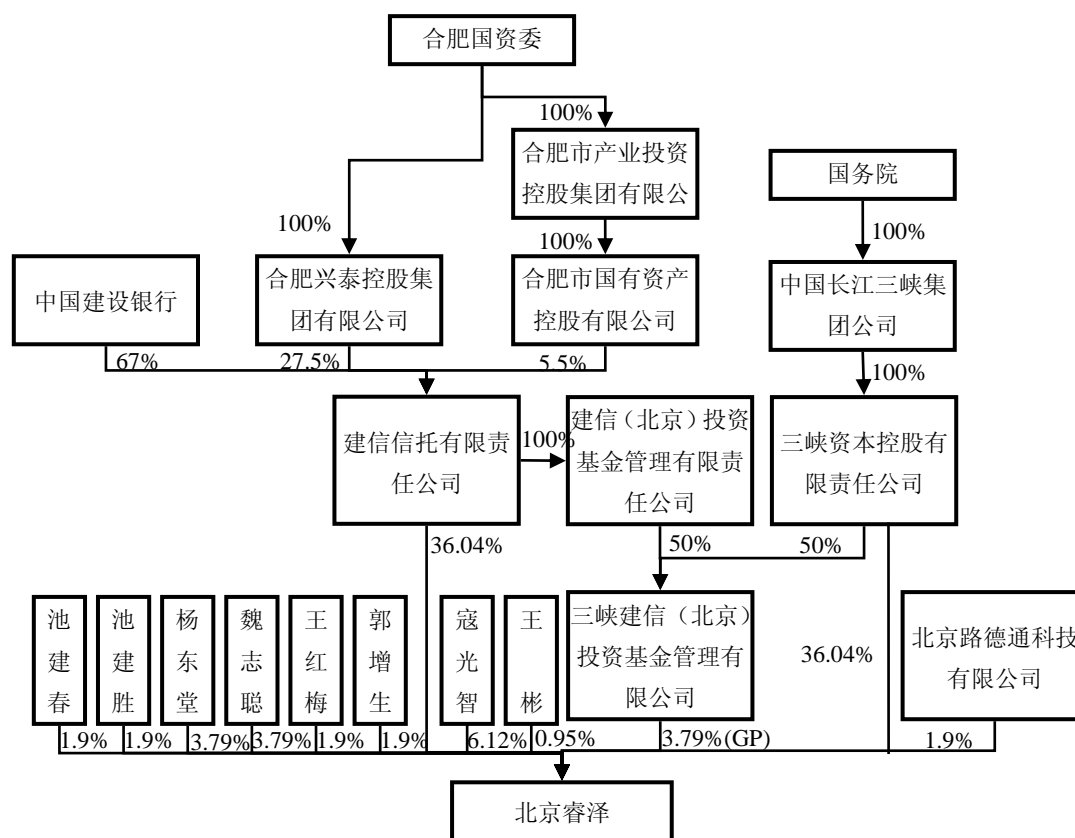 合肥国资委
100%
合肥市产业投资
控股集团有限公
国务院
100%
100%
100%
中国建设银行
合肥兴泰控股集
团有限公司
合肥市国有资产
控股有限公司
中国长江三峡集
团公司
67%
27.5%
5.5%
100%
建信信托有限责
任公司
100%
建信（北京）投资
基金管理有限责
任公司
三峡资本控股有
限责任公司
36.04%
50%
50%
池
建
春
池
建
胜
杨
东
堂
魏
志
聪
王
红
梅
郭
增
生
寇
光
智
王
彬
三峡建信（北京）
投资基金管理有
限公司
36.04%
北京路德通科技
有限公司
1.9%
1.9%
3.79%
3.79%
1.9%
1.9%
6.12%
0.95%
3.79%(GP)
1.9%
北京睿泽